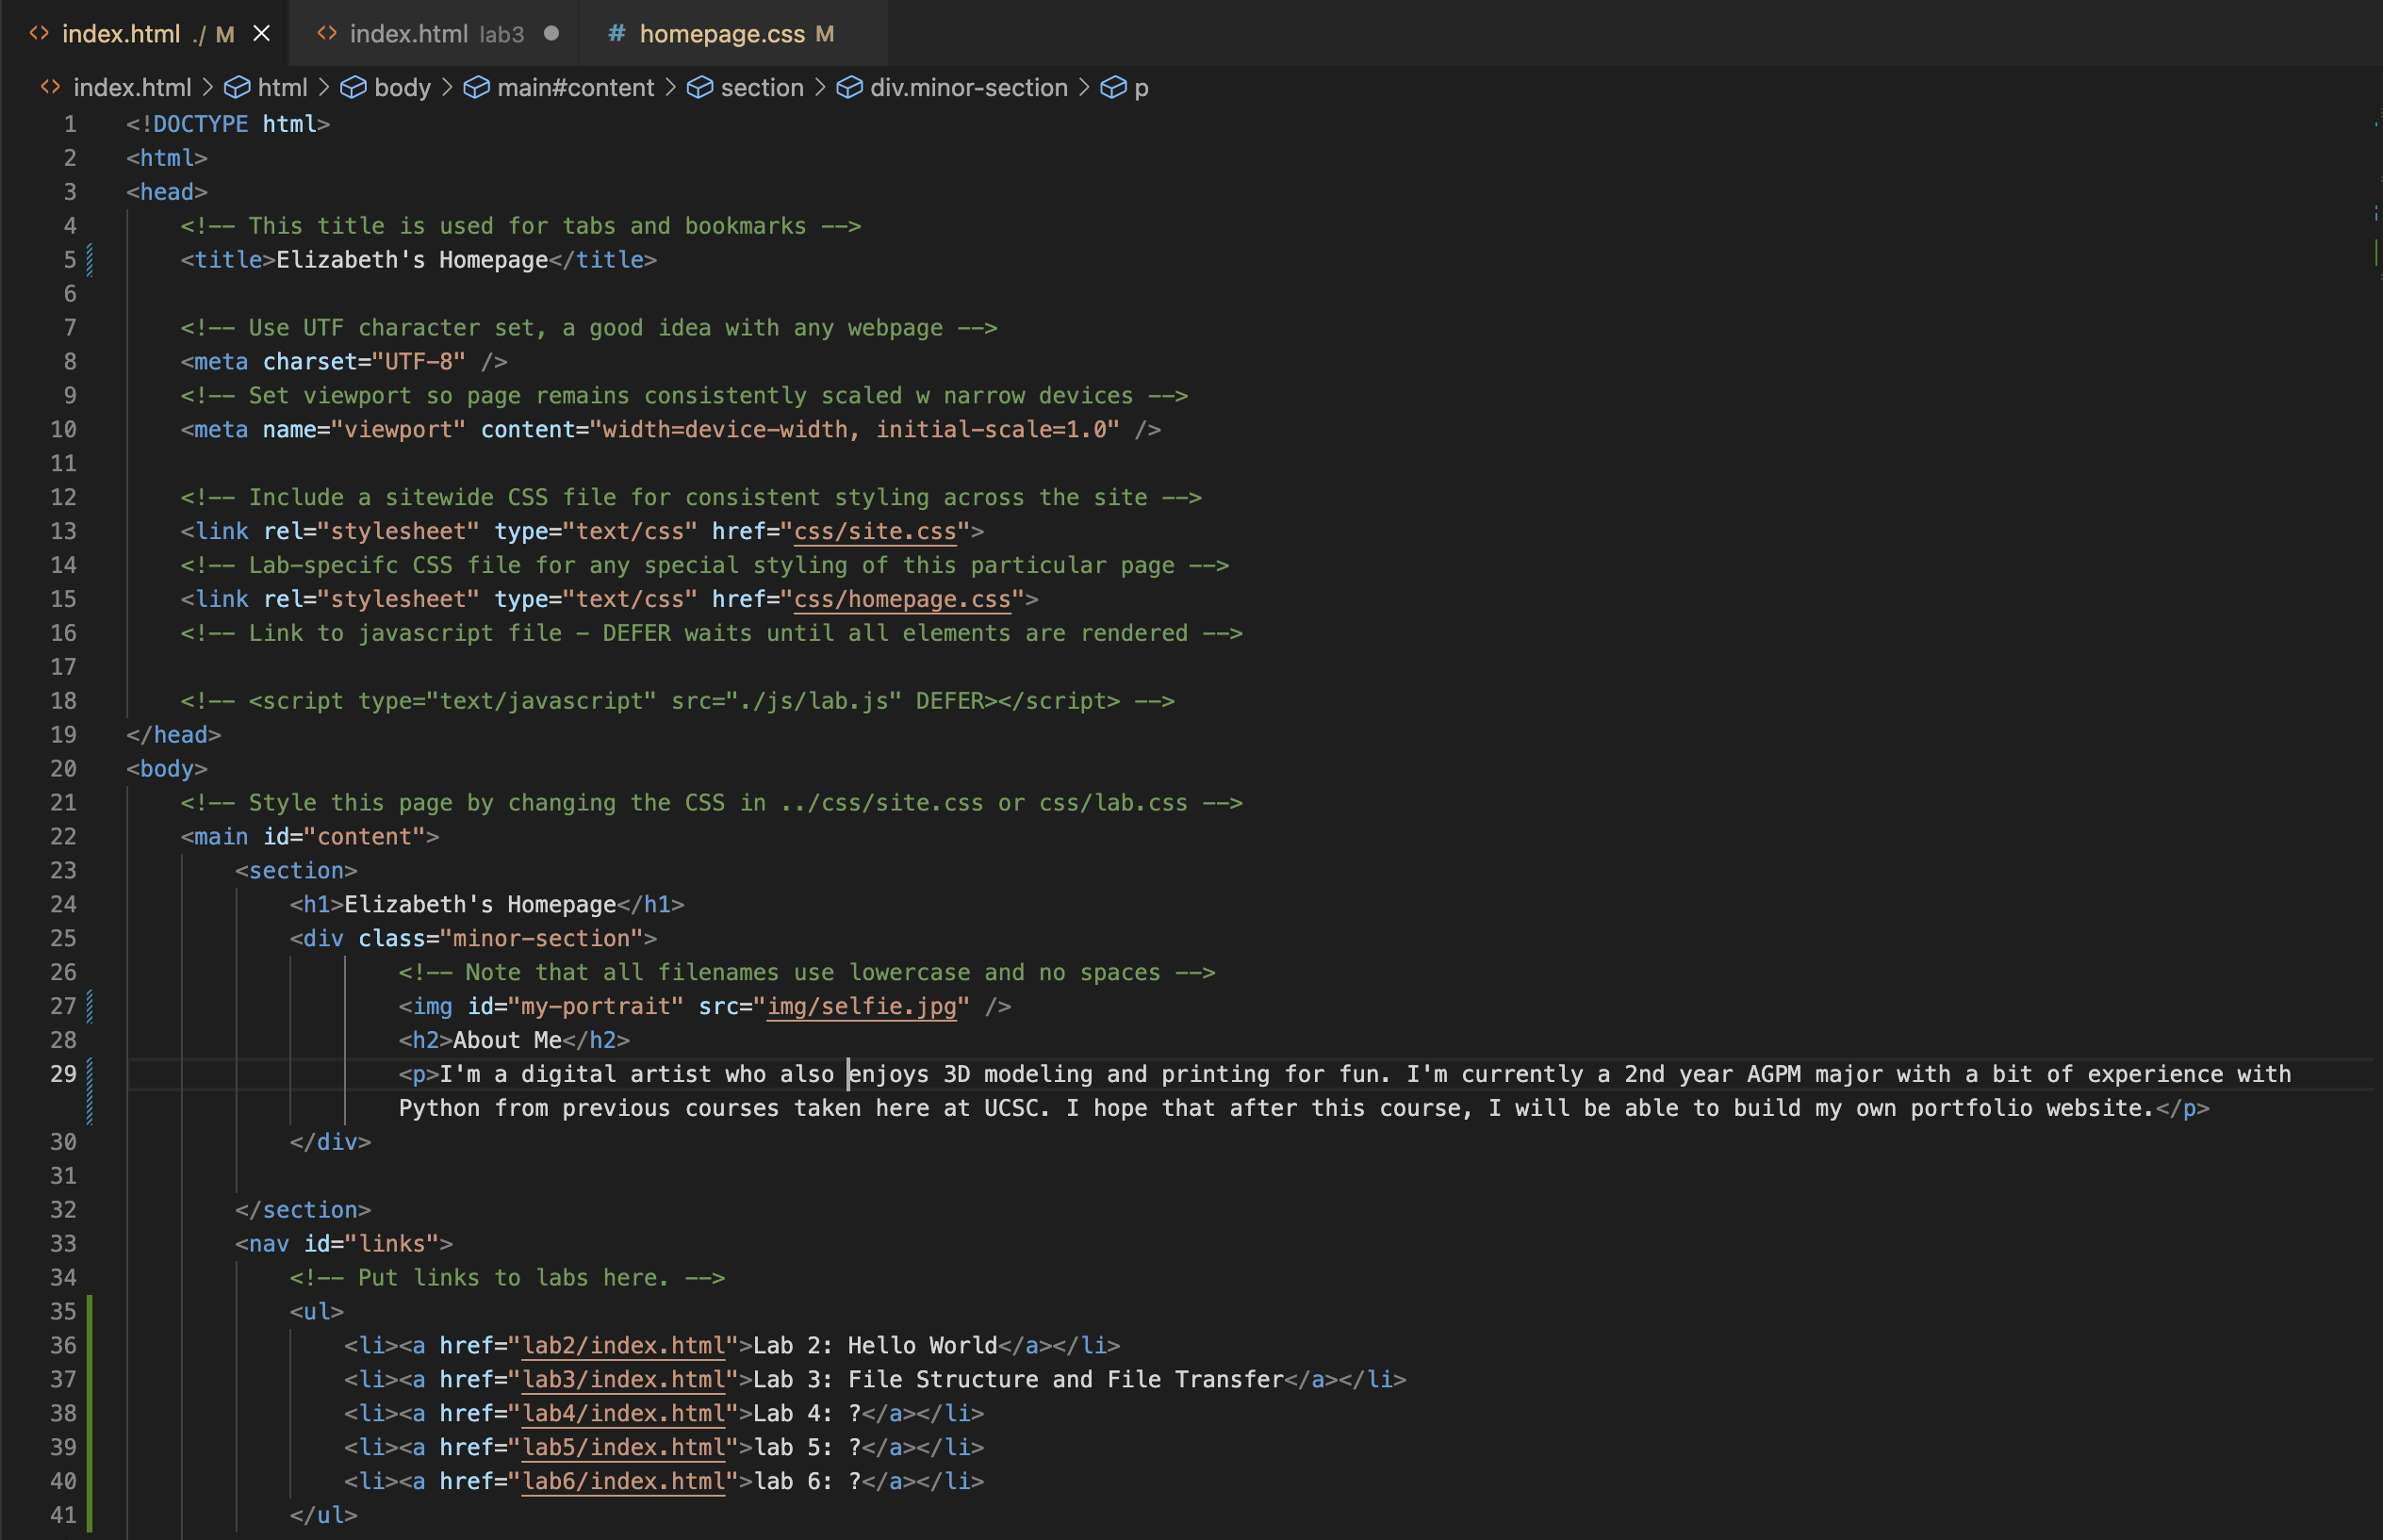 index.html ./ M
index.html lab3
# homepage.css M
index.html > html > body > main#content > section > div.minor-section > p
1 <!DOCTYPE html>
2 <html>
3 <head>
4 <!-- This title is used for tabs and bookmarks -->
5 <title>Elizabeth's Homepage</title>
6
7 <!-- Use UTF character set, a good idea with any webpage -->
8 <meta charset="UTF-8" />
9 <!-- Set viewport so page remains consistently scaled w narrow devices -->
10 <meta name="viewport" content="width=device-width, initial-scale=1.0" />
11
12 <!-- Include a sitewide CSS file for consistent styling across the site -->
13 <link rel="stylesheet" type="text/css" href="css/site.css">
14 <!-- Lab-specifc CSS file for any special styling of this particular page -->
15 <link rel="stylesheet" type="text/css" href="css/homepage.css">
16 <!-- Link to javascript file - DEFER waits until all elements are rendered -->
17
18 <!-- <script type="text/javascript" src="./js/lab.js" DEFER></script> -->
19 </head>
20 <body>
21 <!-- Style this page by changing the CSS in ../css/site.css or css/lab.css -->
22 <main id="content">
23 <section>
24 <h1>Elizabeth's Homepage</h1>
25 <div class="minor-section">
26 <!-- Note that all filenames use lowercase and no spaces -->
27 <img id="my-portrait" src="img/selfie.jpg" />
28 <h2>About Me</h2>
29 <p>I'm a digital artist who also enjoys 3D modeling and printing for fun. I'm currently a 2nd year AGPM major with a bit of experience with
Python from previous courses taken here at UCSC. I hope that after this course, I will be able to build my own portfolio website.</p>
30 </div>
31
32 </section>
33 <nav id="links">
34 <!-- Put links to labs here. -->
35 <ul>
36 <li><a href="lab2/index.html">Lab 2: Hello World</a></li>
37 <li><a href="lab3/index.html">Lab 3: File Structure and File Transfer</a></li>
38 <li><a href="lab4/index.html">Lab 4: ?</a></li>
39 <li><a href="lab5/index.html">lab 5: ?</a></li>
40 <li><a href="lab6/index.html">lab 6: ?</a></li>
41 </ul>